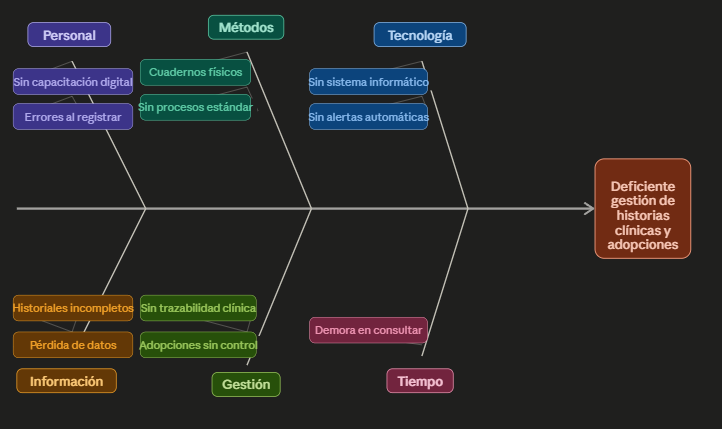 Personal
Métodos
Tecnología
Sin capacitación digital
Errores al registrar
Cuadernos físicos
Sin procesos estándar
Sin sistema informático
Sin alertas automáticas
Deficiente
gestión de
historias
clínicas y
adopciones
Historiales incompletos
Pérdida de datos
Sin trazabilidad clínica
Adopciones sin control
Demora en consultar
Información
Gestión
Tiempo